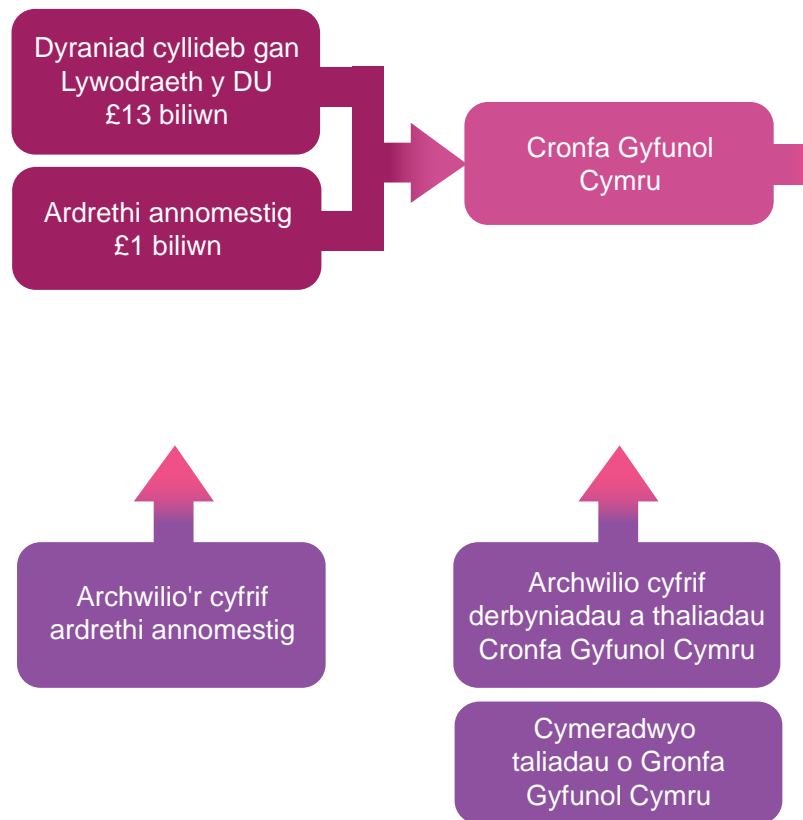 Dyraniad cyllideb gan
Lywodraeth y DU
£13 biliwn
Ardrethi annomestig
£1 biliwn
Cronfa Gyfunol
Cymru
Archwilio'r cyfrif
ardrethi annomestig
Archwilio cyfrif
derbyniadau a thaliadau
Cronfa Gyfunol Cymru
Cymeradwyo
taliadau o Gronfa
Gyfunol Cymru